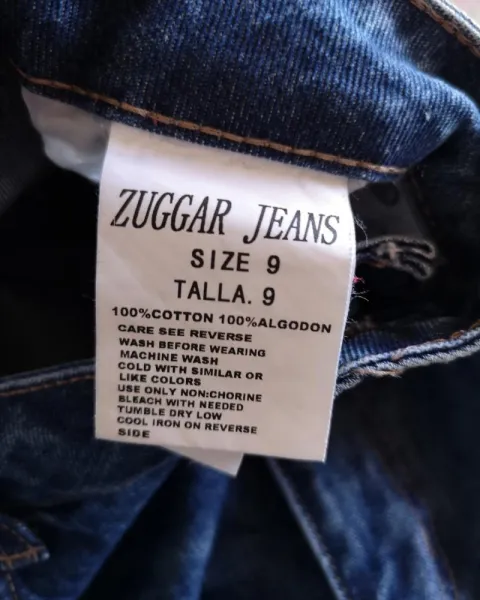 ZUGGAR JEANS
SIZE 9
TALLA. 9
100%COTTON 100%ALGODON
CARE SEE REVERSE
WASH BEFORE WEARING
MACHINE WASH
COLD WITH SIMILAR OR
LIKE COLORS
USE ONLY NON:CHORINE
BLEACH WITH NEEDED
TUMBLE DRY LOW
COOL IRON ON REVERSE
SIDE